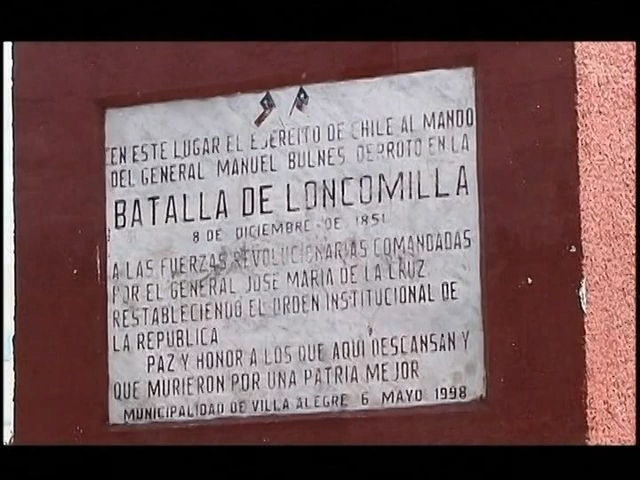 EN ESTE LUGAR EL EJERCITO DE CHILE AL MANDO
DEL GENERAL MANUEL BULNES, DERROTO EN LA
BATALLA DE LONCOMILLA
8 DE DICIEMBRE DE 1851
A LAS FUERZAS REVOLUCIONARIAS COMANDADAS
POR EL GENERAL JOSE MARIA DE LA CRUZ
RESTABLECIENDO EL ORDEN INSTITUCIONAL DE
LA REPUBLICA
PAZ Y HONOR A LOS QUE AQUI DESCANSAN Y
QUE MURIERON POR UNA PATRIA MEJOR
MUNICIPALIDAD DE VILLA ALEGRE 6 MAYO 1998